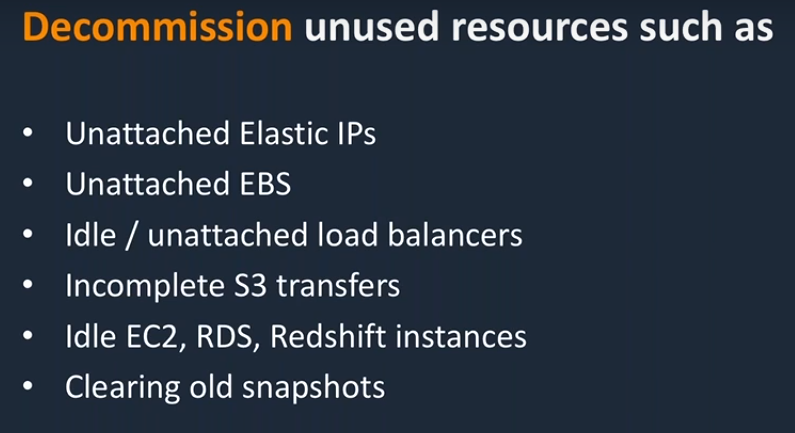 Decommission unused resources such as
• Unattached Elastic IPs
• Unattached EBS
• Idle / unattached load balancers
• Incomplete S3 transfers
• Idle EC2, RDS, Redshift instances
• Clearing old snapshots